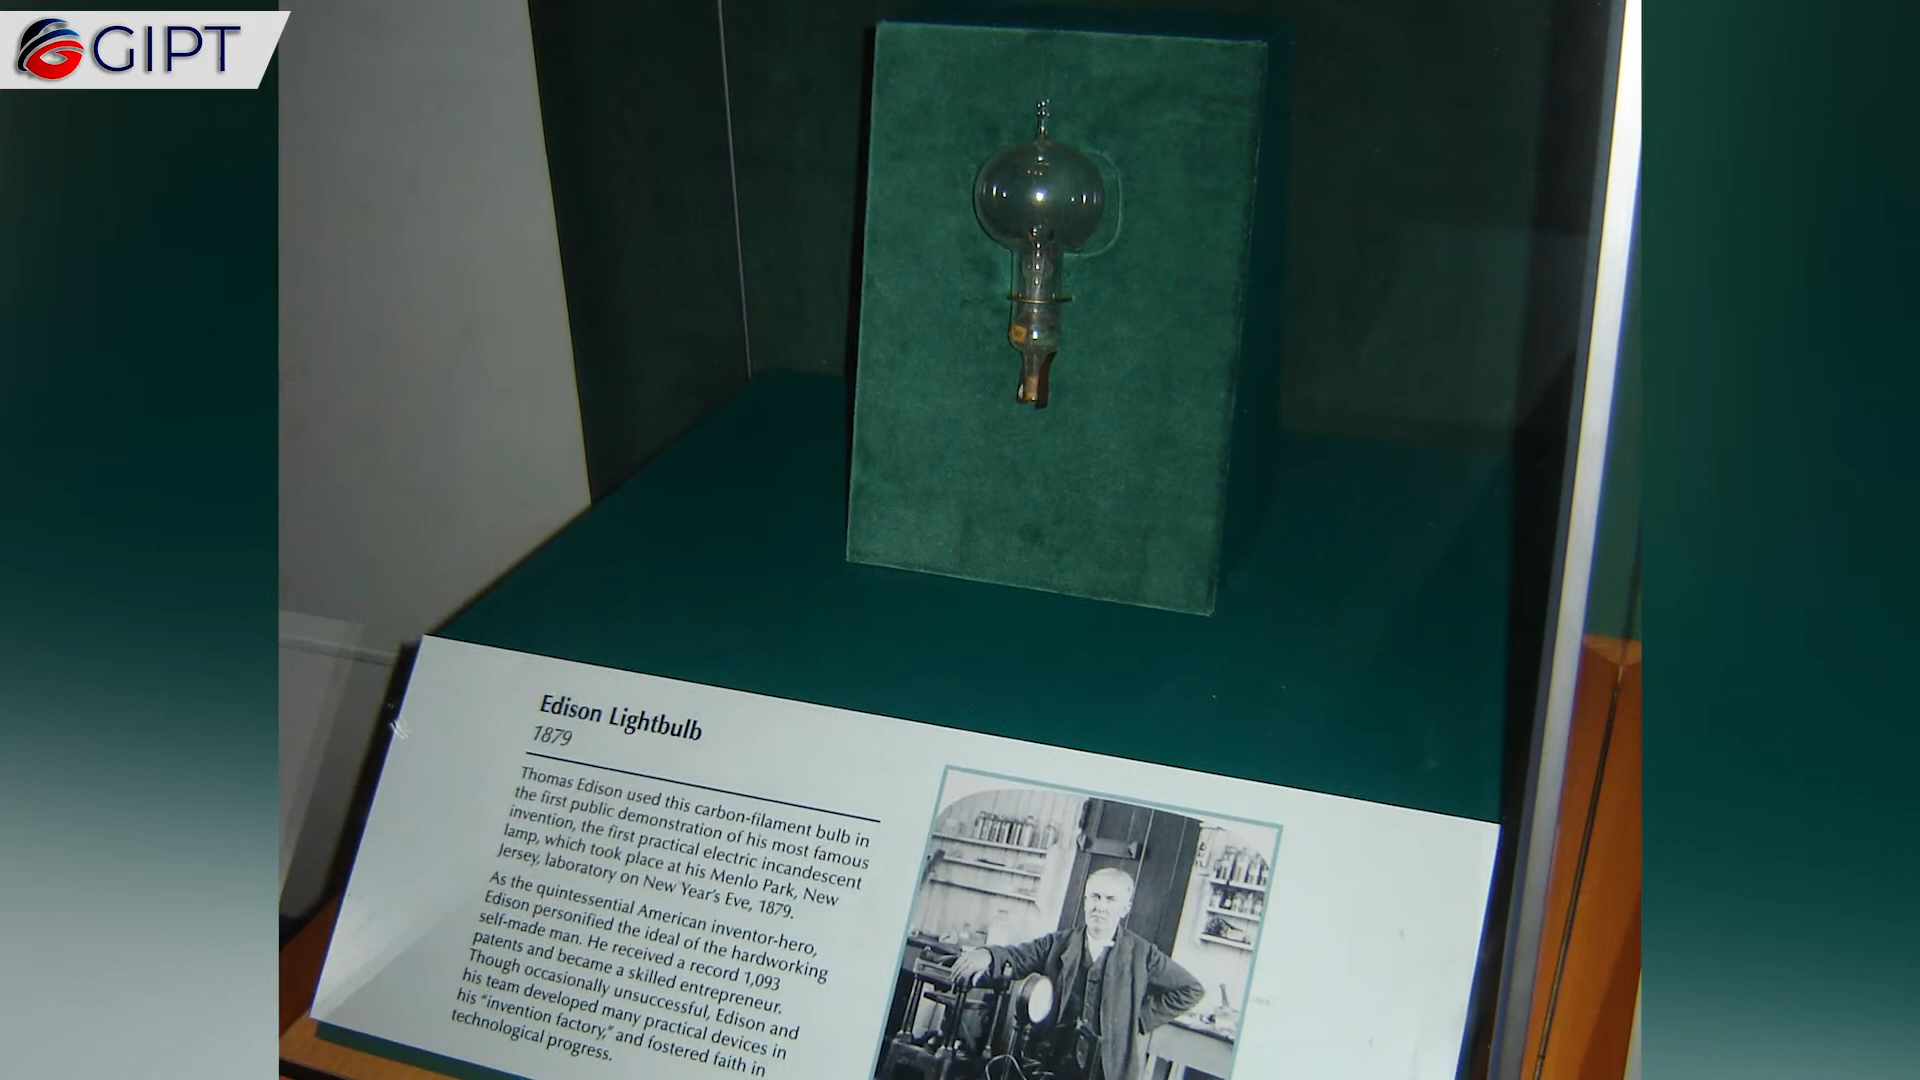 GIPT
Edison Lightbulb
1879
Thomas Edison used this carbon-filament bulb in
the first public demonstration of his most famous
invention, the first practical electric incandescent
lamp, which took place at his Menlo Park, New
Jersey, laboratory on New Year's Eve, 1879.
As the quintessential American inventor-hero,
Edison personified the ideal of the hardworking
self-made man. He received a record 1,093
patents and became a skilled entrepreneur.
Though occasionally unsuccessful, Edison and
his team developed many practical devices in
his "invention factory," and fostered faith in
technological progress.